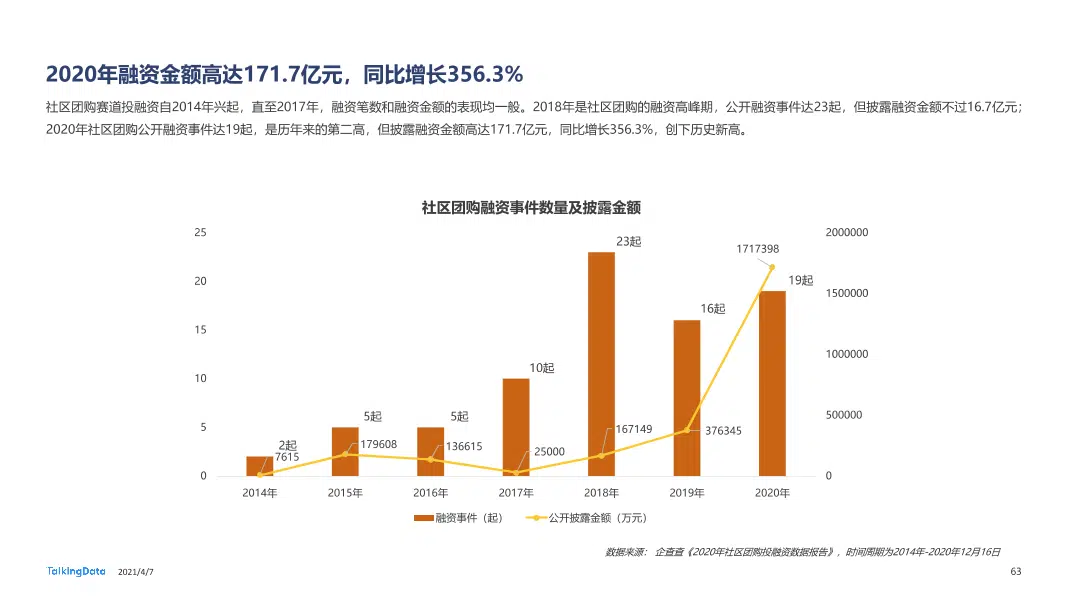 2020年融资金额高达171.7亿元，同比增长356.3%
社区团购赛道投融资自2014年兴起，直至2017年，融资笔数和融资金额的表现均一般。2018年是社区团购的融资高峰期，公开融资事件达23起，但披露融资金额不过16.7亿元；
2020年社区团购公开融资事件达19起，是历年来的第二高，但披露融资金额高达171.7亿元，同比增长356.3%，创下历史新高。
社区团购融资事件数量及披露金额
25
20
15
10
5
0
2000000
1500000
1000000
500000
0
2起
5起
5起
10起
23起
16起
19起
7615
179608
136615
25000
167149
376345
1717398
2014年
2015年
2016年
2017年
2018年
2019年
2020年
融资事件（起）
公开披露金额（万元）
数据来源： 企查查《2020年社区团购投融资数据报告》，时间周期为2014年-2020年12月16日
TalkingData
2021/4/7
63